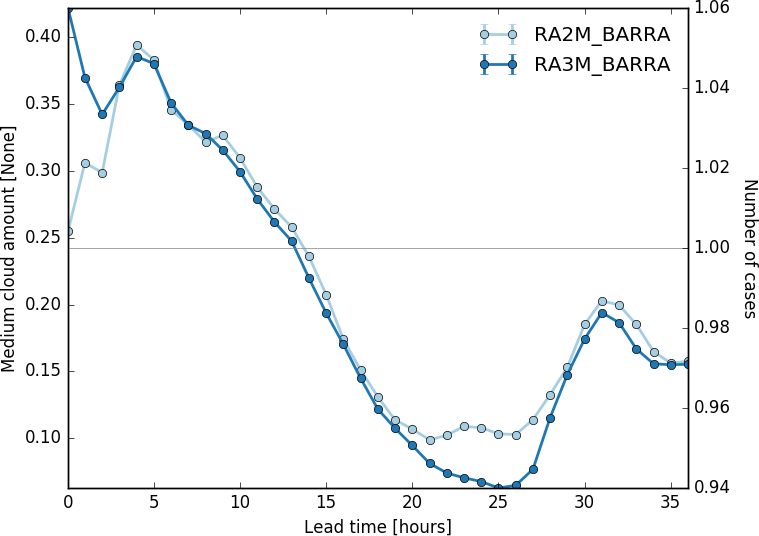 RA2M_BARRA
RA3M_BARRA
0.40
0.35
0.30
0.25
0.20
0.15
0.10
Medium cloud amount [None]
1.06
1.04
1.02
1.00
0.98
0.96
0.94
Number of cases
0 5 10 15 20 25 30 35
Lead time [hours]